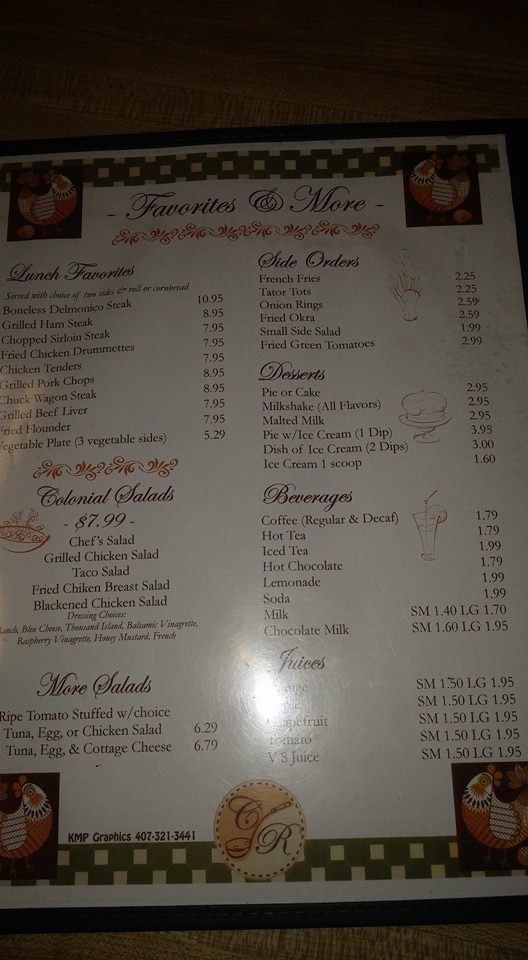 - Favorites & More -
Lunch Favorites
Served with choice of two sides & roll or cornbread
Boneless Delmonico Steak 10.95
Grilled Ham Steak 8.95
Chopped Sirloin Steak 7.95
Fried Chicken Drummettes 7.95
Chicken Tenders 7.95
Grilled Pork Chops 8.95
Chuck Wagon Steak 8.95
Grilled Beef Liver 7.95
Fried Flounder 7.95
Vegetable Plate (3 vegetable sides) 5.29
Colonial Salads
- $7.99 -
Chef's Salad
Grilled Chicken Salad
Taco Salad
Fried Chiken Breast Salad
Blackened Chicken Salad
Dressing Choices:
Ranch, Bleu Cheese, Thousand Island, Balsamic Vinagrette,
Raspberry Vinagrette, Honey Mustard, French
More Salads
Ripe Tomato Stuffed w/choice
Tuna, Egg, or Chicken Salad 6.29
Tuna, Egg, & Cottage Cheese 6.79
Side Orders
French Fries 2.25
Tator Tots 2.25
Onion Rings 2.59
Fried Okra 2.59
Small Side Salad 1.99
Fried Green Tomatoes 2.99
Desserts
Pie or Cake 2.95
Milkshake (All Flavors) 2.95
Malted Milk 2.95
Pie w/Ice Cream (1 Dip) 3.95
Dish of Ice Cream (2 Dips) 3.00
Ice Cream 1 scoop 1.60
Beverages
Coffee (Regular & Decaf) 1.79
Hot Tea 1.79
Iced Tea 1.99
Hot Chocolate 1.79
Lemonade 1.99
Soda 1.99
Milk SM 1.40 LG 1.70
Chocolate Milk SM 1.60 LG 1.95
Juices
SM 1.50 LG 1.95
SM 1.50 LG 1.95
Grapefruit SM 1.50 LG 1.95
Tomato SM 1.50 LG 1.95
V 8 Juice SM 1.50 LG 1.95
KMP Graphics 407-321-3441
C R